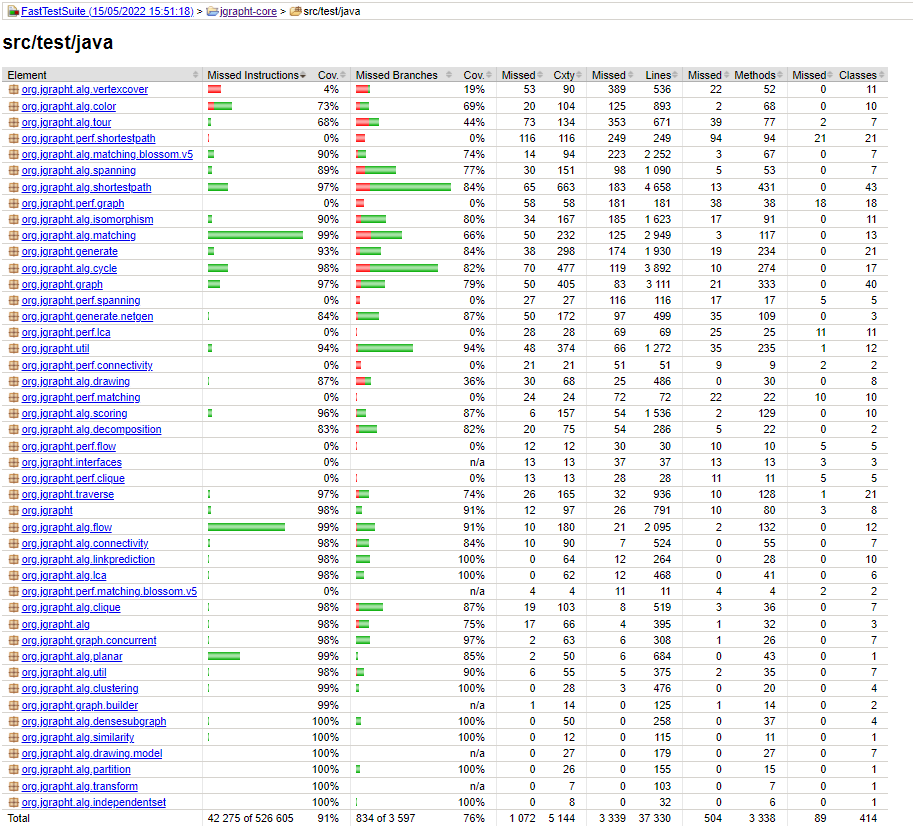 FastTestSuite (15/05/2022 15:51:18) > jgrapht-core > src/test/java
src/test/java
Element Missed Instructions Cov. Missed Branches Cov. Missed Cxty Missed Lines Missed Methods Missed Classes
org.jgrapht.alg.vertexcover 4% 19% 53 90 389 536 22 52 0 11
org.jgrapht.alg.color 73% 69% 20 104 125 893 2 68 0 10
org.jgrapht.alg.tour 68% 44% 73 134 353 671 39 77 2 7
org.jgrapht.perf.shortestpath 0% 0% 116 116 249 249 94 94 21 21
org.jgrapht.alg.matching.blossom.v5 90% 74% 14 94 223 2 252 3 67 0 7
org.jgrapht.alg.spanning 89% 77% 30 151 98 1 090 5 53 0 7
org.jgrapht.alg.shortestpath 97% 84% 65 663 183 4 658 13 431 0 43
org.jgrapht.perf.graph 0% 0% 58 58 181 181 38 38 18 18
org.jgrapht.alg.isomorphism 90% 80% 34 167 185 1 623 17 91 0 11
org.jgrapht.alg.matching 99% 66% 50 232 125 2 949 3 117 0 13
org.jgrapht.generate 93% 84% 38 298 174 1 930 19 234 0 21
org.jgrapht.alg.cycle 98% 82% 70 477 119 3 892 10 274 0 17
org.jgrapht.graph 97% 79% 50 405 83 3 111 21 333 0 40
org.jgrapht.perf.spanning 0% 0% 27 27 116 116 17 17 5 5
org.jgrapht.generate.netgen 84% 87% 50 172 97 499 35 109 0 3
org.jgrapht.perf.lca 0% 0% 28 28 69 69 25 25 11 11
org.jgrapht.util 94% 94% 48 374 66 1 272 35 235 1 12
org.jgrapht.perf.connectivity 0% 0% 21 21 51 51 9 9 2 2
org.jgrapht.alg.drawing 87% 36% 30 68 25 486 0 30 0 8
org.jgrapht.perf.matching 0% 0% 24 24 72 72 22 22 10 10
org.jgrapht.alg.scoring 96% 87% 6 157 54 1 536 2 129 0 10
org.jgrapht.alg.decomposition 83% 82% 20 75 54 286 5 22 0 2
org.jgrapht.perf.flow 0% 0% 12 12 30 30 10 10 5 5
org.jgrapht.interfaces 0% n/a 13 13 37 37 13 13 3 3
org.jgrapht.perf.clique 0% 0% 13 13 28 28 11 11 5 5
org.jgrapht.traverse 97% 74% 26 165 32 936 10 128 1 21
org.jgrapht 98% 91% 12 97 26 791 10 80 3 8
org.jgrapht.alg.flow 99% 91% 10 180 21 2 095 2 132 0 12
org.jgrapht.alg.connectivity 98% 84% 10 90 7 524 0 55 0 7
org.jgrapht.alg.linkprediction 98% 100% 0 64 12 264 0 28 0 10
org.jgrapht.alg.lca 98% 100% 0 62 12 468 0 41 0 6
org.jgrapht.perf.matching.blossom.v5 0% n/a 4 4 11 11 4 4 2 2
org.jgrapht.alg.clique 98% 87% 19 103 8 519 3 36 0 7
org.jgrapht.alg 98% 75% 17 66 4 395 1 32 0 3
org.jgrapht.graph.concurrent 98% 97% 2 63 6 308 1 26 0 7
org.jgrapht.alg.planar 99% 85% 2 50 6 684 0 43 0 1
org.jgrapht.alg.util 98% 90% 6 55 5 375 2 35 0 7
org.jgrapht.alg.clustering 99% 100% 0 28 3 476 0 20 0 4
org.jgrapht.graph.builder 99% n/a 1 14 0 125 1 14 0 2
org.jgrapht.alg.densesubgraph 100% 100% 0 50 0 258 0 37 0 4
org.jgrapht.alg.similarity 100% 100% 0 12 0 115 0 11 0 1
org.jgrapht.alg.drawing.model 100% n/a 0 27 0 179 0 27 0 7
org.jgrapht.alg.partition 100% 100% 0 26 0 155 0 15 0 1
org.jgrapht.alg.transform 100% n/a 0 7 0 103 0 7 0 1
org.jgrapht.alg.independentset 100% 100% 0 8 0 32 0 6 0 1
Total 42 275 of 526 605 91% 834 of 3 597 76% 1 072 5 144 3 339 37 330 504 3 338 89 414